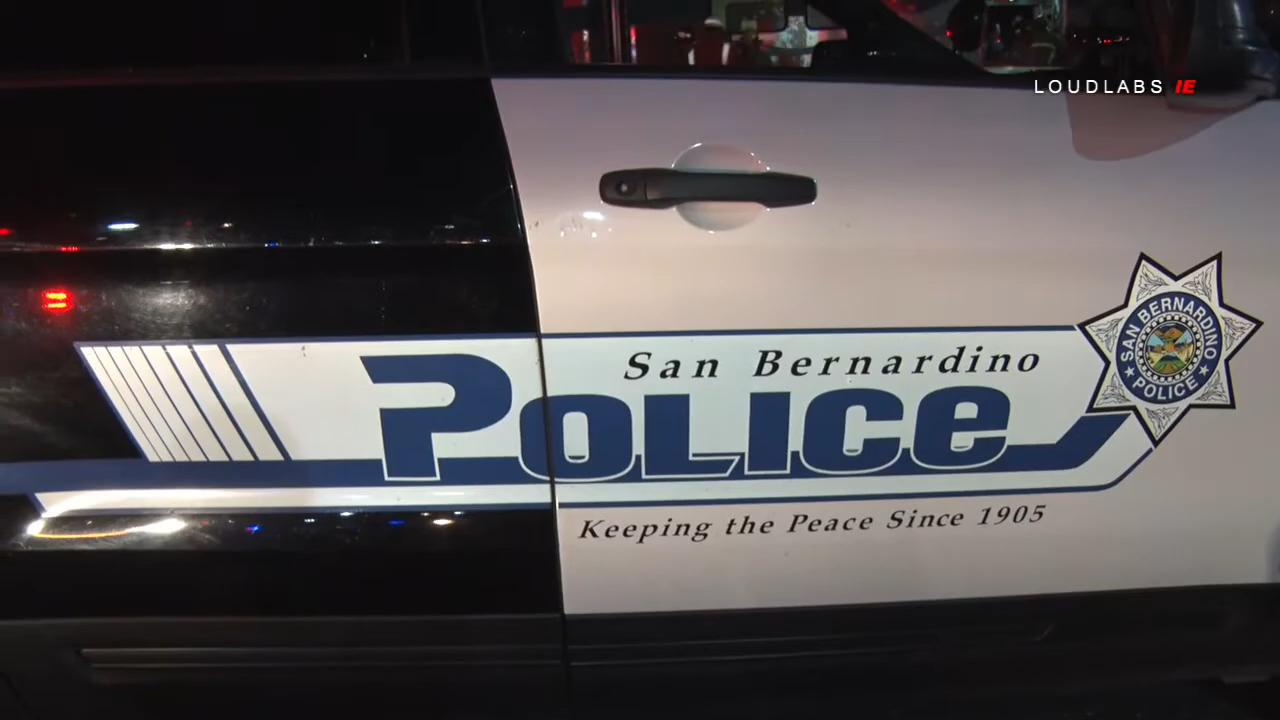 LOUDLABS IE
San Bernardino
POLICE
SAN BERNARDINO
POLICE
Keeping the Peace Since 1905